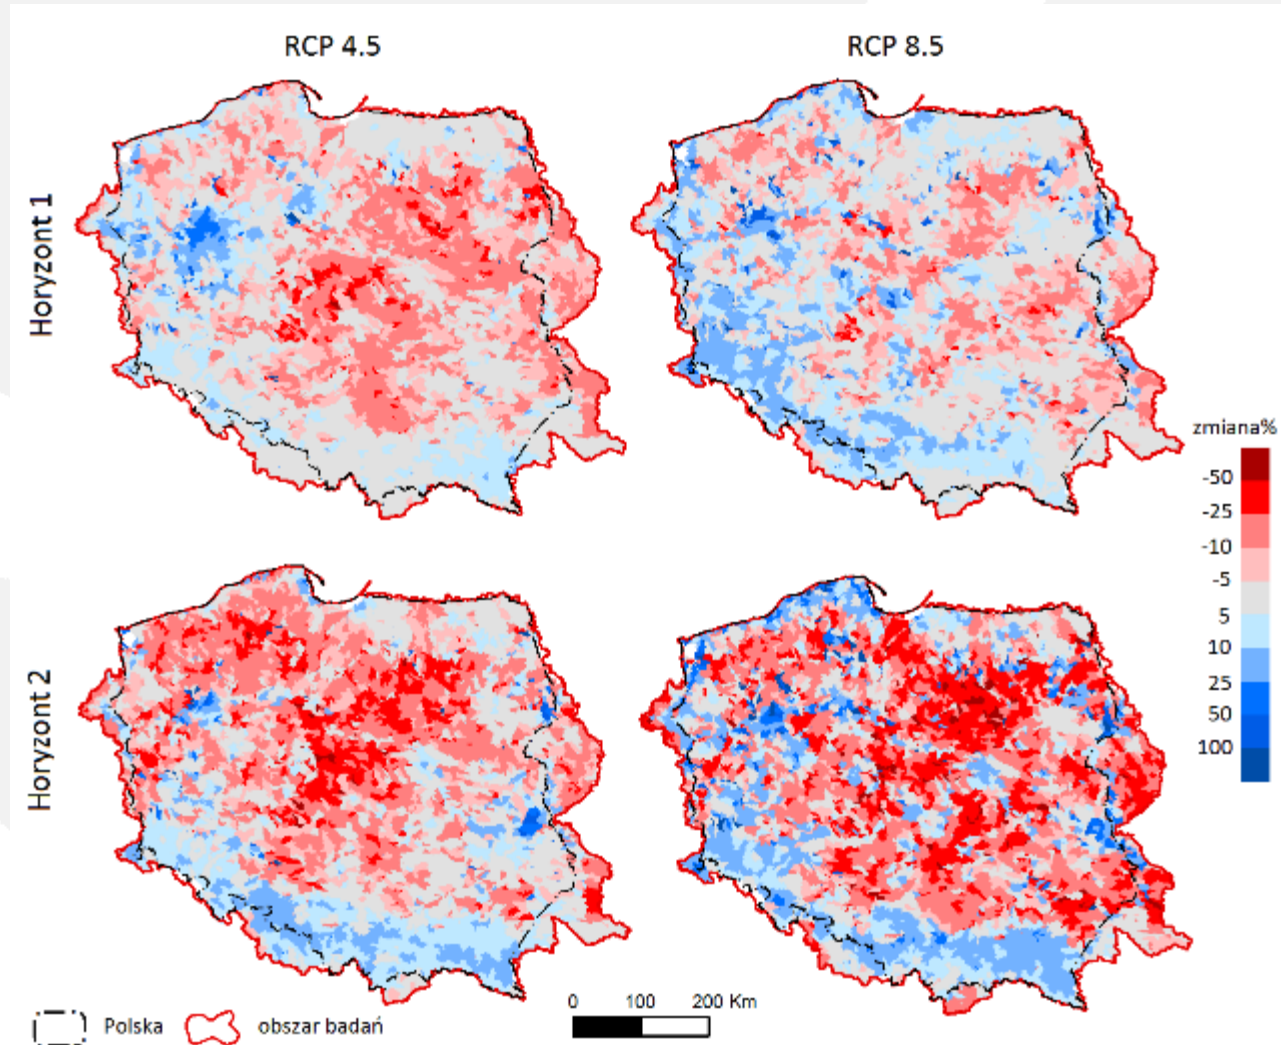 RCP 4.5
RCP 8.5
Horyzont 1
zmiana%
-50
-25
-10
-5
5
10
25
50
100
Horyzont 2
0 100 200 Km
Polska
obszar badań